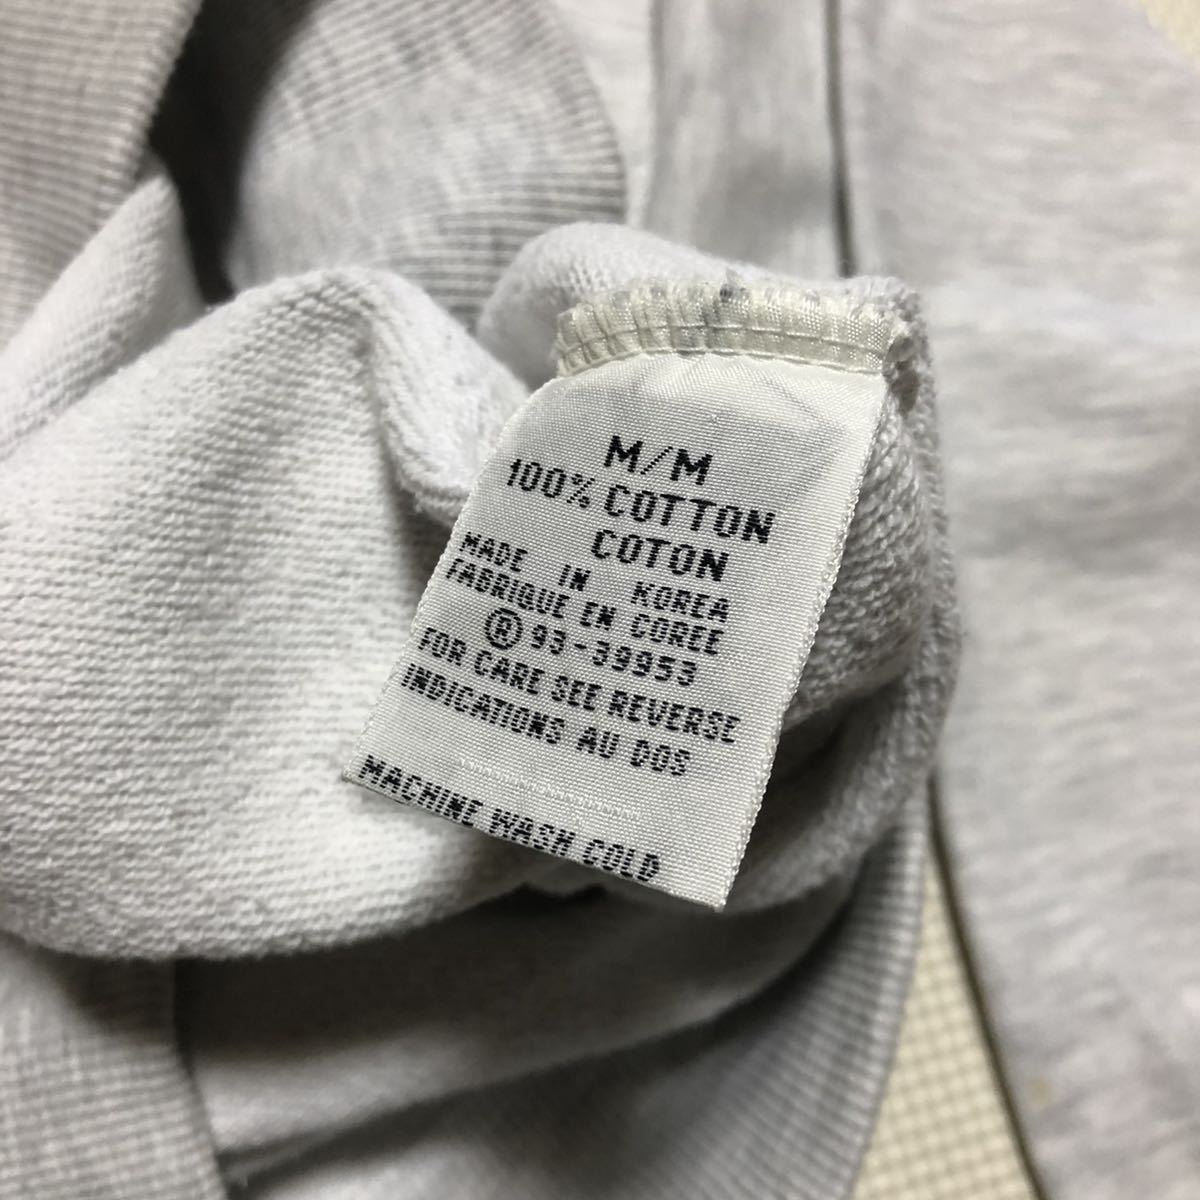 M/M
100% COTTON
COTON
MADE IN KOREA
FABRIQUE EN COREE
® 93-39953
FOR CARE SEE REVERSE
INDICATIONS AU DOS
MACHINE WASH COLD